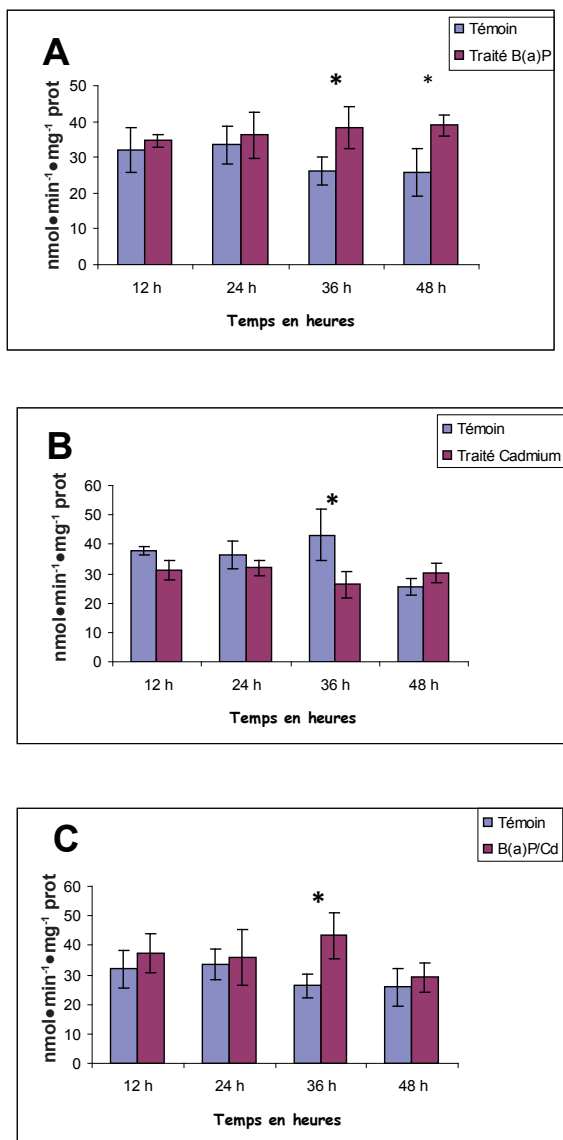 A
Témoin
Traité B(a)P
nmol●min⁻¹●mg⁻¹ prot
50
40
30
20
10
0
* *
12 h 24 h 36 h 48 h
Temps en heures
B
Témoin
Traité Cadmium
nmol●min⁻¹●mg⁻¹ prot
60
50
40
30
20
10
0
*
12 h 24 h 36 h 48 h
Temps en heures
C
Témoin
B(a)P/Cd
nmol●min⁻¹●mg⁻¹ prot
60
50
40
30
20
10
0
*
12 h 24 h 36 h 48 h
Temps en heures